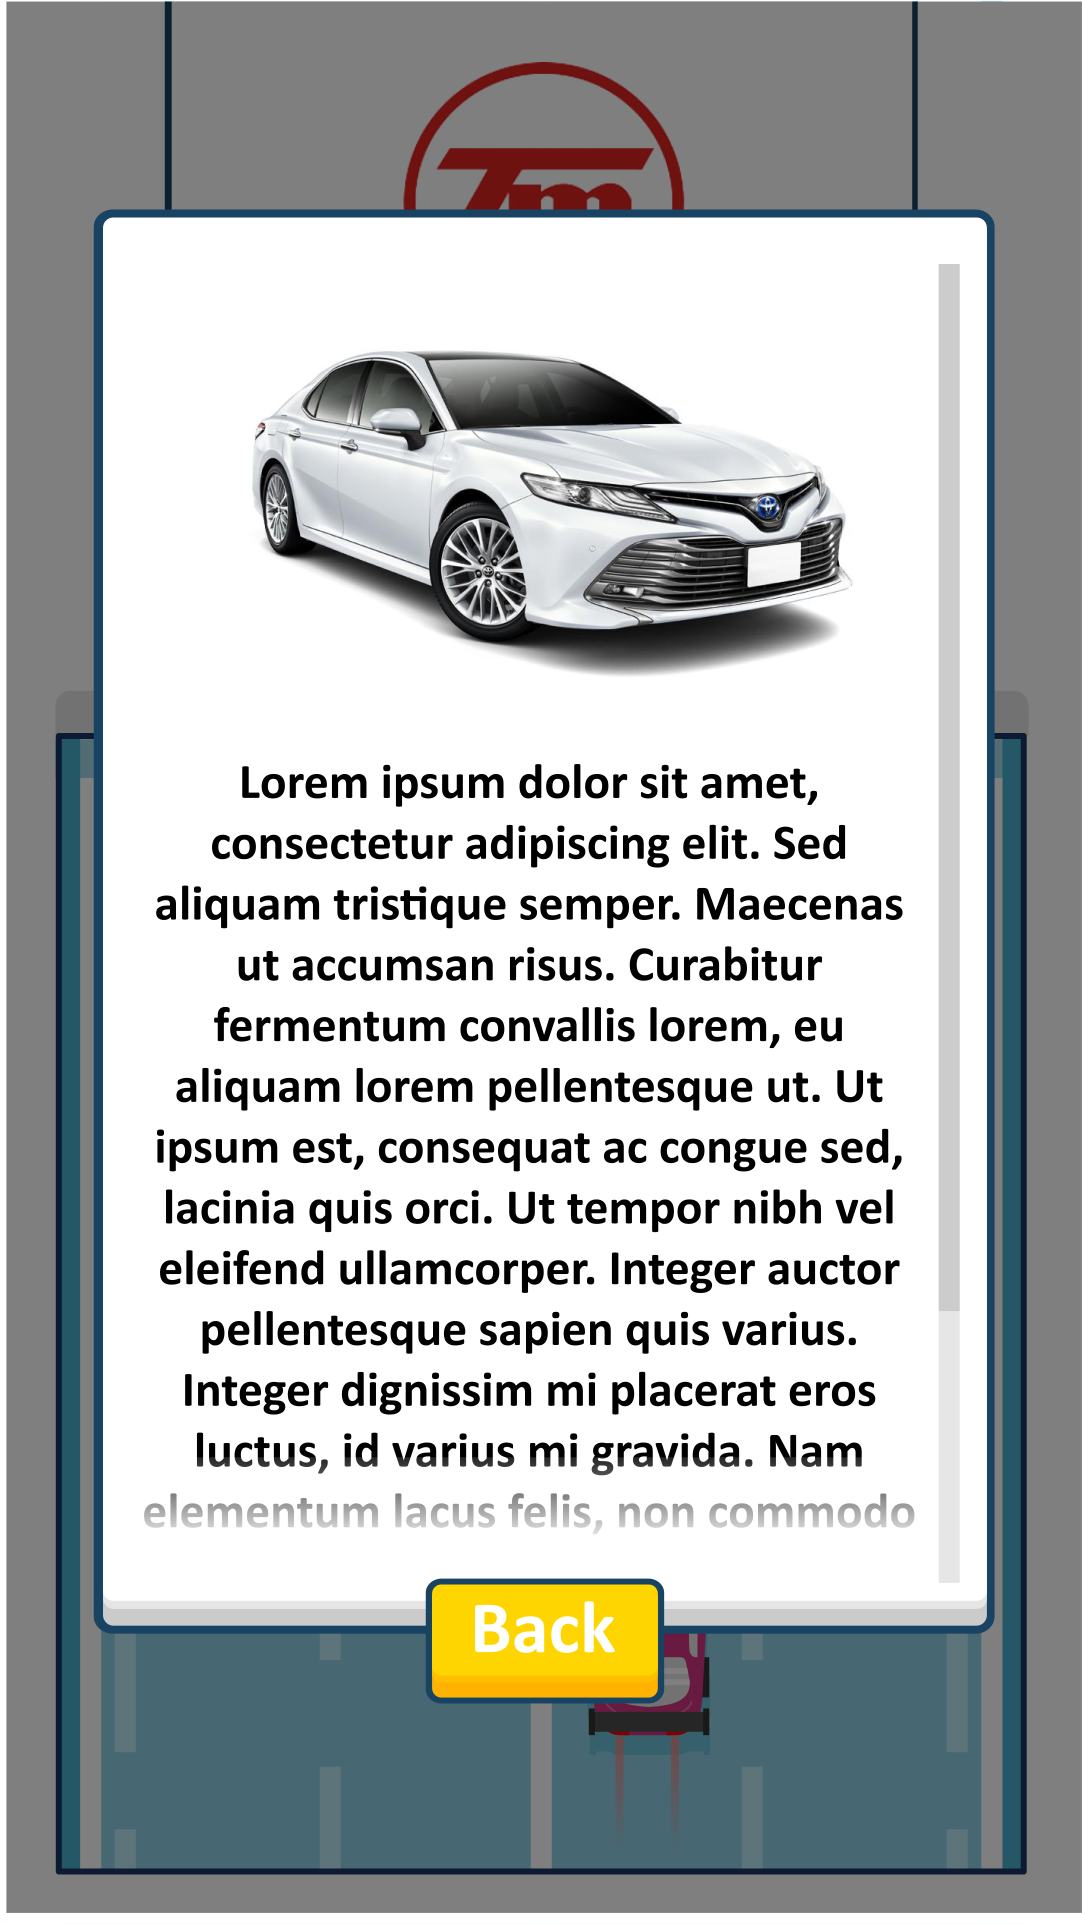 Tm
Lorem ipsum dolor sit amet,
consectetur adipiscing elit. Sed
aliquam tristique semper. Maecenas
ut accumsan risus. Curabitur
fermentum convallis lorem, eu
aliquam lorem pellentesque ut. Ut
ipsum est, consequat ac congue sed,
lacinia quis orci. Ut tempor nibh vel
eleifend ullamcorper. Integer auctor
pellentesque sapien quis varius.
Integer dignissim mi placerat eros
luctus, id varius mi gravida. Nam
elementum lacus felis, non commodo
Back